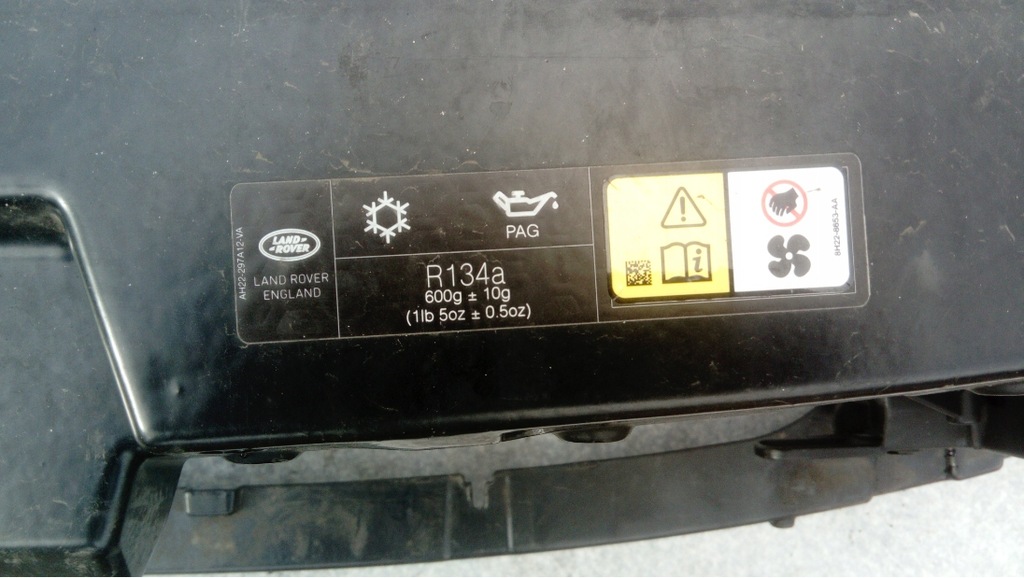 AH22-297A12-VA
LAND-
-ROVER
LAND ROVER
ENGLAND
PAG
R134a
600g ± 10g
(1lb 5oz ± 0.5oz)
8H22-8653-AA